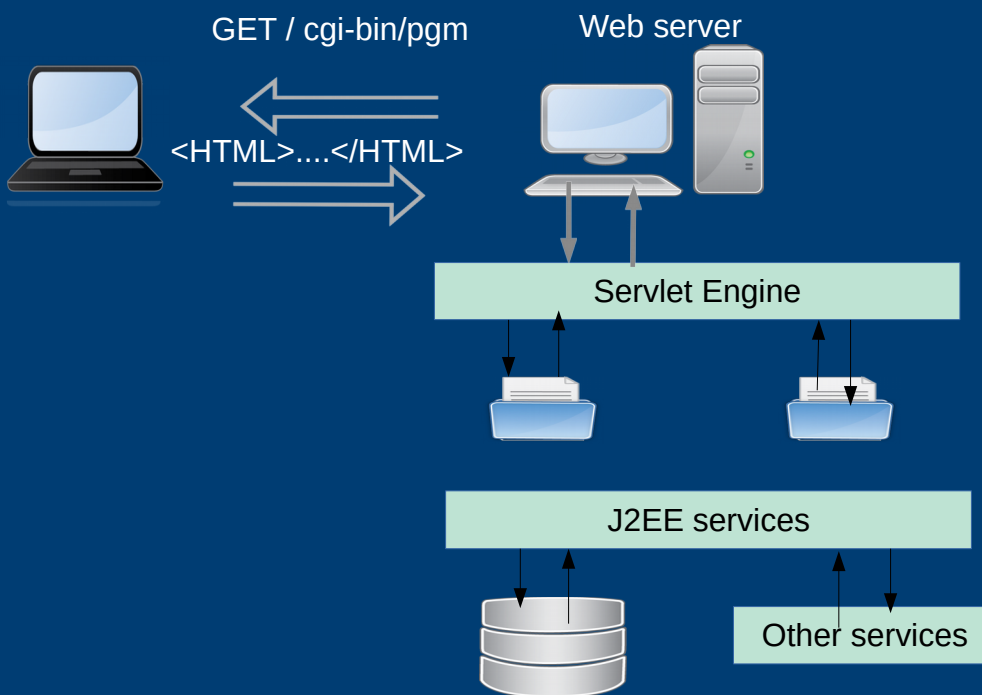 GET / cgi-bin/pgm
Web server
<HTML>....</HTML>
Servlet Engine
J2EE services
Other services